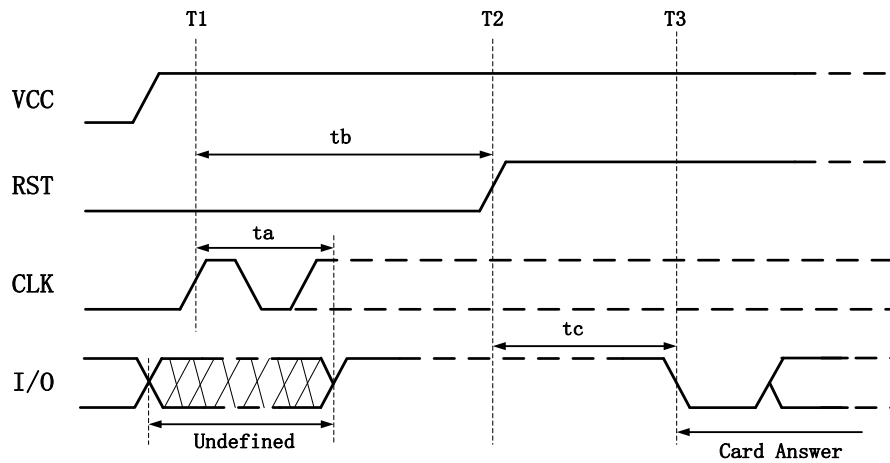 T1 T2 T3
VCC
tb
RST
ta
CLK
tc
I/O
Undefined
Card Answer